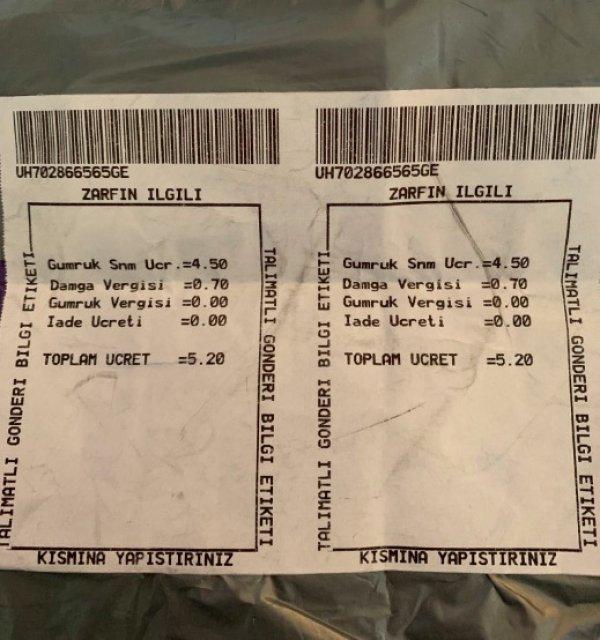 UH702866565GE
ZARFIN ILGILI
TALIMATLI GONDERI BILGI ETIKETI
Gumruk Snm Ucr.=4.50
Damga Vergisi =0.70
Gumruk Vergisi =0.00
Iade Ucreti =0.00
TOPLAM UCRET =5.20
TALIMATLI GONDERI BILGI ETIKETI
KISMINA YAPISTIRINIZ
UH702866565GE
ZARFIN ILGILI
TALIMATLI GONDERI BILGI ETIKETI
Gumruk Snm Ucr.=4.50
Damga Vergisi =0.70
Gumruk Vergisi =0.00
Iade Ucreti =0.00
TOPLAM UCRET =5.20
TALIMATLI GONDERI BILGI ETIKETI
KISMINA YAPISTIRINIZ